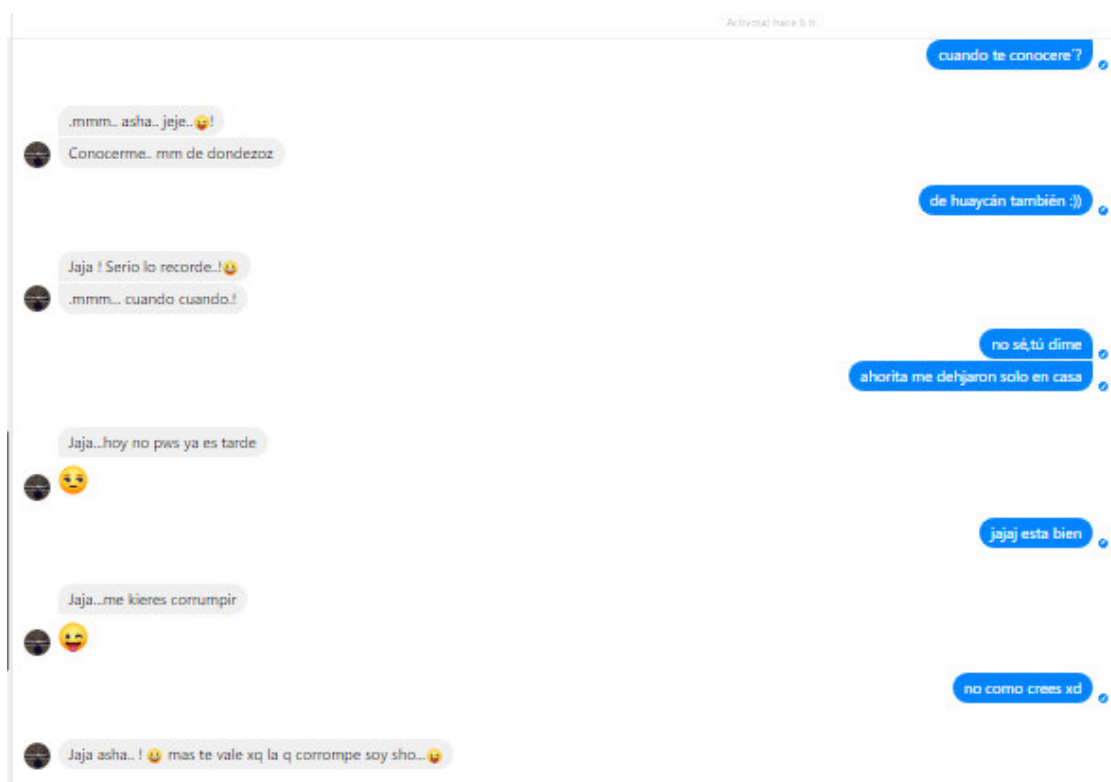 Activo(a) hace 6 h
cuando te conocere'?
.mmm.. asha.. jeje..😜!
Conocerme.. mm de dondezoz
de huaycán también :))
Jaja ! Serio lo recorde..!😀
.mmm... cuando cuando.!
no sé,tú dime
ahorita me dehjaron solo en casa
Jaja...hoy no pws ya es tarde
😒
jajaj esta bien
Jaja...me kieres corrumpir
😜
no como crees xd
Jaja asha.. ! 😀 mas te vale xq la q corrompe soy sho...😜